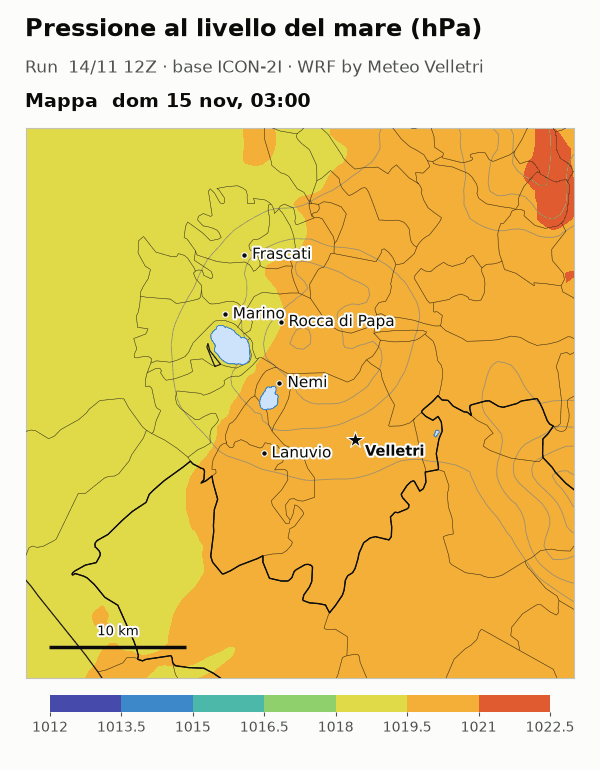 Pressione al livello del mare (hPa)
Run  14/11 12Z · base ICON-2I · WRF by Meteo Velletri
Mappa  dom 15 nov, 03:00
Frascati
Marino
Rocca di Papa
Nemi
Velletri
Lanuvio
10 km
1012 1013.5 1015 1016.5 1018 1019.5 1021 1022.5